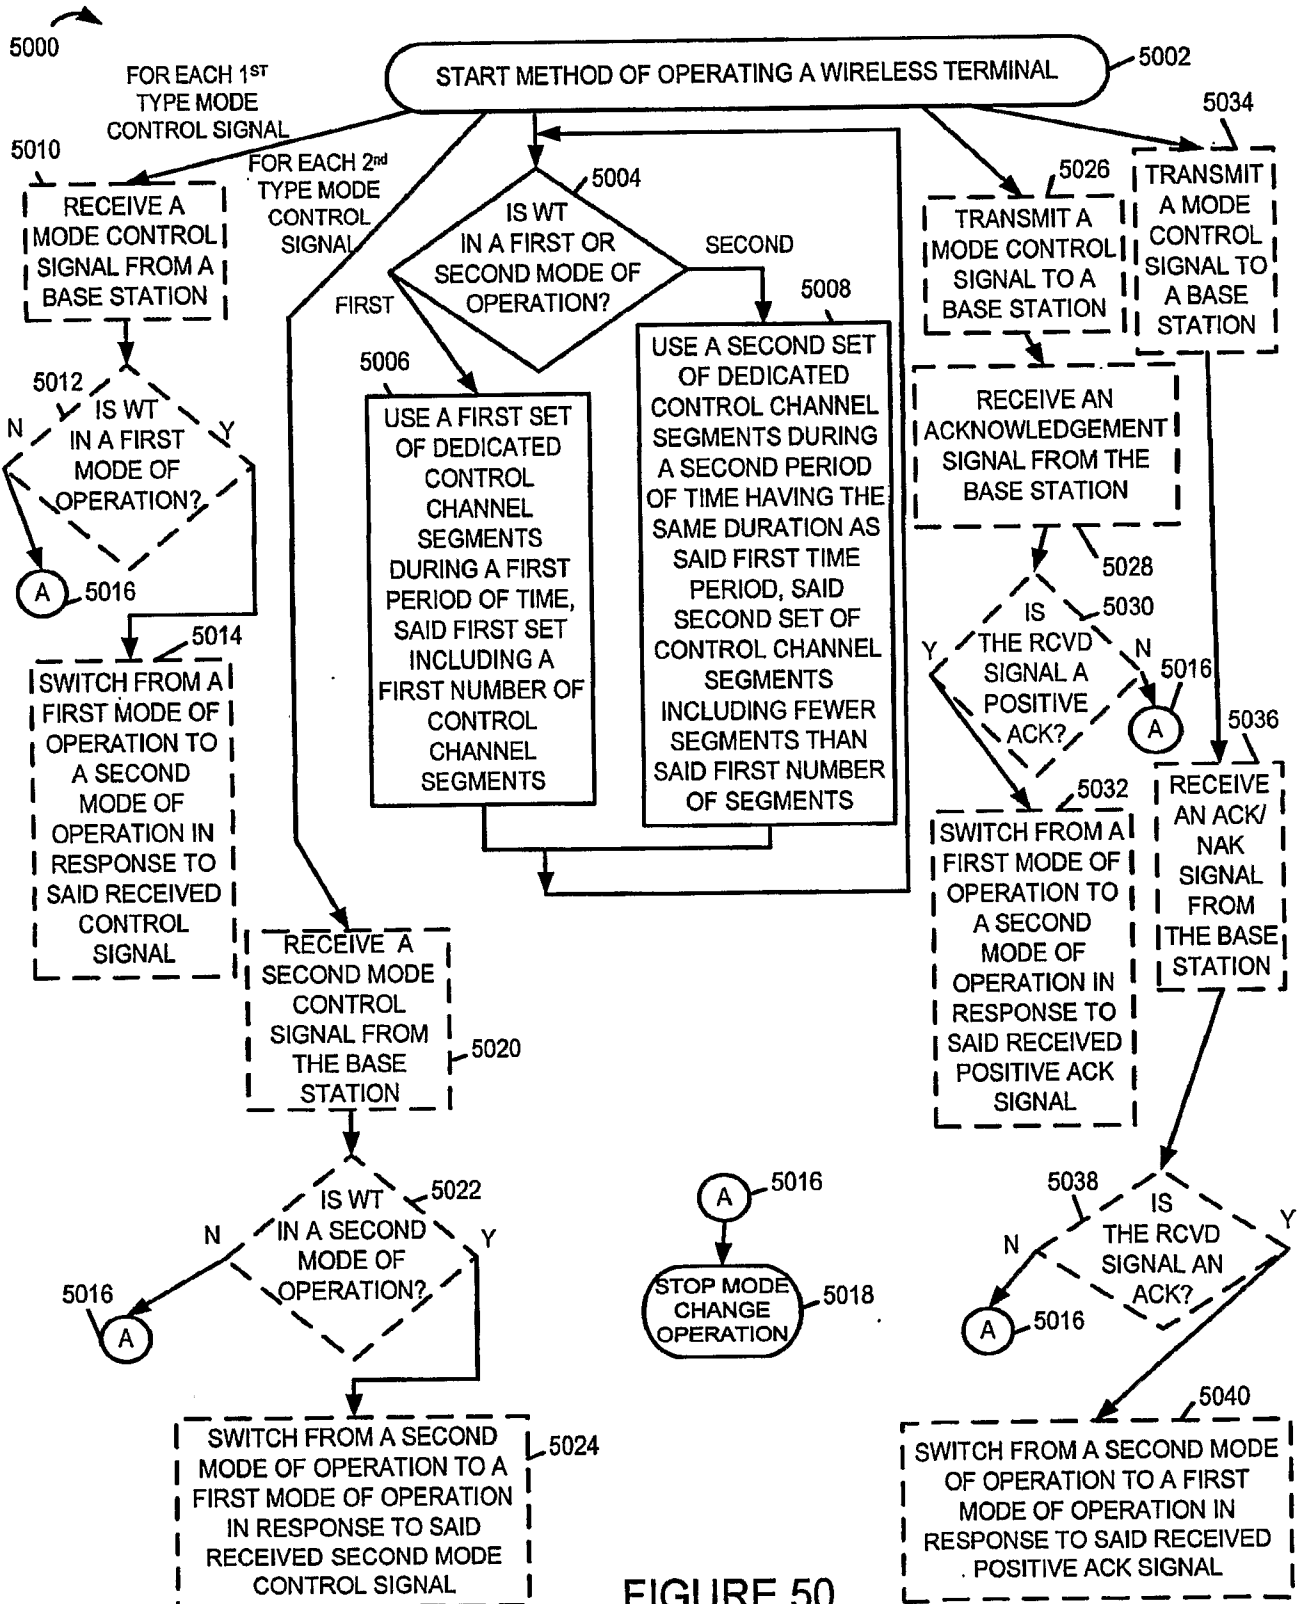 5000
START METHOD OF OPERATING A WIRELESS TERMINAL
5002
FOR EACH 1ST
TYPE MODE
CONTROL SIGNAL
5010
RECEIVE A
MODE CONTROL
SIGNAL FROM A
BASE STATION
5012
IS WT
IN A FIRST
MODE OF
OPERATION?
N
Y
A
5016
5014
SWITCH FROM A
FIRST MODE OF
OPERATION TO
A SECOND
MODE OF
OPERATION IN
RESPONSE TO
SAID RECEIVED
CONTROL
SIGNAL
FOR EACH 2nd
TYPE MODE
CONTROL
SIGNAL
RECEIVE A
SECOND MODE
CONTROL
SIGNAL FROM
THE BASE
STATION
5020
IS WT
IN A SECOND
MODE OF
OPERATION?
5022
N
Y
5016
A
SWITCH FROM A SECOND
MODE OF OPERATION TO A
FIRST MODE OF OPERATION
IN RESPONSE TO SAID
RECEIVED SECOND MODE
CONTROL SIGNAL
5024
5004
IS WT
IN A FIRST OR
SECOND MODE OF
OPERATION?
FIRST
SECOND
5006
USE A FIRST SET
OF DEDICATED
CONTROL
CHANNEL
SEGMENTS
DURING A FIRST
PERIOD OF TIME,
SAID FIRST SET
INCLUDING A
FIRST NUMBER OF
CONTROL
CHANNEL
SEGMENTS
5008
USE A SECOND SET
OF DEDICATED
CONTROL CHANNEL
SEGMENTS DURING
A SECOND PERIOD
OF TIME HAVING THE
SAME DURATION AS
SAID FIRST TIME
PERIOD, SAID
SECOND SET OF
CONTROL CHANNEL
SEGMENTS
INCLUDING FEWER
SEGMENTS THAN
SAID FIRST NUMBER
OF SEGMENTS
A
5016
STOP MODE
CHANGE
OPERATION
5018
5026
TRANSMIT A
MODE CONTROL
SIGNAL TO A
BASE STATION
RECEIVE AN
ACKNOWLEDGEMENT
SIGNAL FROM THE
BASE STATION
5028
IS
THE RCVD
SIGNAL A
POSITIVE
ACK?
5030
Y
N
5016
A
5032
SWITCH FROM A
FIRST MODE OF
OPERATION TO
A SECOND
MODE OF
OPERATION IN
RESPONSE TO
SAID RECEIVED
POSITIVE ACK
SIGNAL
5034
TRANSMIT
A MODE
CONTROL
SIGNAL TO
A BASE
STATION
5036
RECEIVE
AN ACK/
NAK
SIGNAL
FROM
THE BASE
STATION
5038
IS
THE RCVD
SIGNAL AN
ACK?
N
Y
A
5016
5040
SWITCH FROM A SECOND MODE
OF OPERATION TO A FIRST
MODE OF OPERATION IN
RESPONSE TO SAID RECEIVED
POSITIVE ACK SIGNAL
FIGURE 50